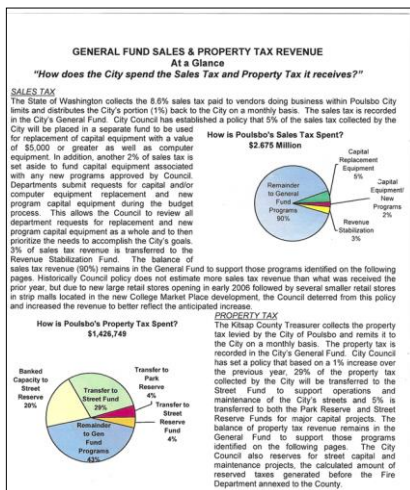 GENERAL FUND SALES & PROPERTY TAX REVENUE
At a Glance
"How does the City spend the Sales Tax and Property Tax it receives?"
SALES TAX
The State of Washington collects the 8.6% sales tax paid to vendors doing business within Poulsbo City
limits and distributes the City's portion (1%) back to the City on a monthly basis. The sales tax is recorded
in the City's General Fund. City Council has established a policy that 5% of the sales tax collected by the
City will be placed in a separate fund to be used
for replacement of capital equipment with a value
of $5,000 or greater as well as computer
equipment. In addition, another 2% of sales tax is
set aside to fund capital equipment associated
with any new programs approved by Council.
Departments submit requests for capital and/or
computer equipment replacement and new
program capital equipment during the budget
process. This allows the Council to review all
department requests for replacement and new
program capital equipment as a whole and to then
prioritize the needs to accomplish the City's goals.
3% of sales tax revenue is transferred to the
Revenue Stabilization Fund. The balance of
sales tax revenue (90%) remains in the General Fund to support those programs identified on the following
pages. Historically Council policy does not estimate more sales tax revenue than what was received the
prior year, but due to new large retail stores opening in early 2006 followed by several smaller retail stores
in strip malls located in the new College Market Place development, the Council deterred from this policy
and increased the revenue to better reflect the anticipated increase.
How is Poulsbo's Sales Tax Spent?
$2.675 Million
Remainder
to General
Fund
Programs
90%
Capital
Replacement
Equipment
5%
Capital
Equipment/
New
Programs
2%
Revenue
Stabilization
3%
How is Poulsbo's Property Tax Spent?
$1,426,749
Banked
Capacity to
Street
Reserve
20%
Transfer to
Street Fund
29%
Transfer to
Park
Reserve
4%
Transfer to
Street
Reserve
Fund
4%
Remainder
to Gen
Fund
Programs
43%
PROPERTY TAX
The Kitsap County Treasurer collects the property
tax levied by the City of Poulsbo and remits it to
the City on a monthly basis. The property tax is
recorded in the City's General Fund. City Council
has set a policy that based on a 1% increase over
the previous year, 29% of the property tax
collected by the City will be transferred to the
Street Fund to support operations and
maintenance of the City's streets and 5% is
transferred to both the Park Reserve and Street
Reserve Funds for major capital projects. The
balance of property tax revenue remains in the
General Fund to support those programs
identified on the following pages. The City
Council also reserves for street capital and
maintenance projects, the calculated amount of
reserved taxes generated before the Fire
Department annexed to the County.